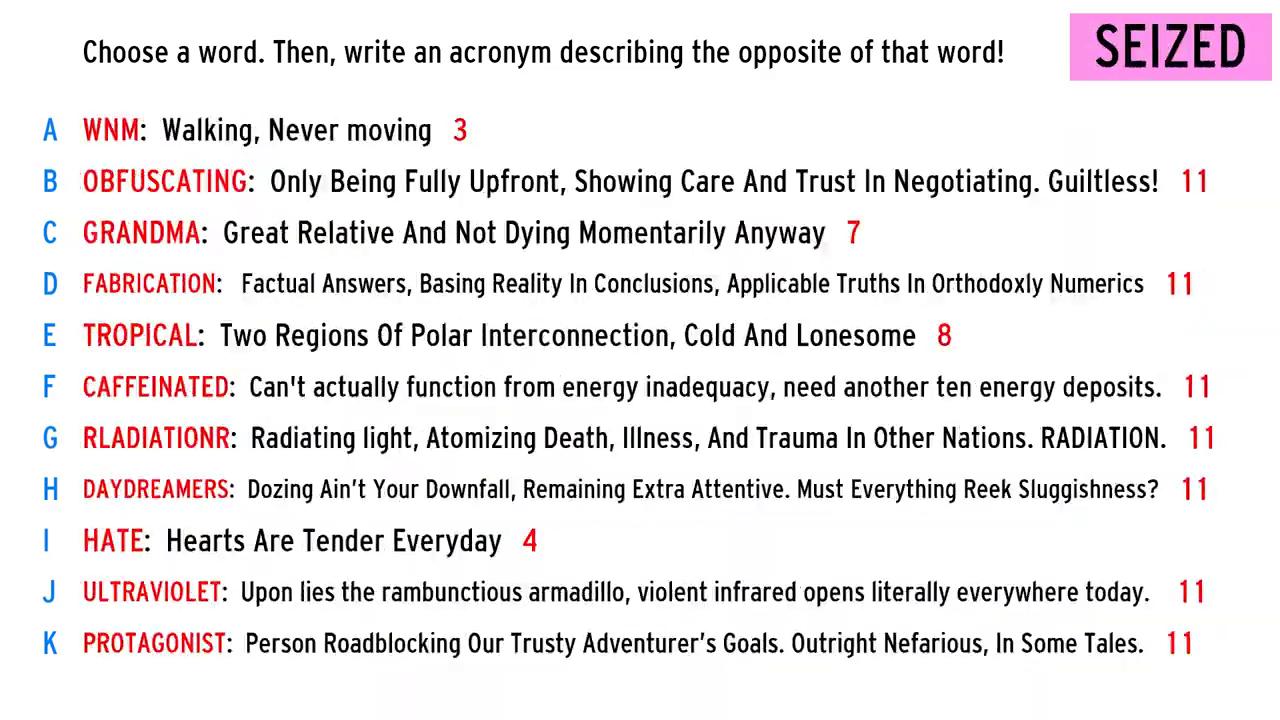 Choose a word. Then, write an acronym describing the opposite of that word!
SEIZED
A WNM: Walking, Never moving 3
B OBFUSCATING: Only Being Fully Upfront, Showing Care And Trust In Negotiating. Guiltless! 11
C GRANDMA: Great Relative And Not Dying Momentarily Anyway 7
D FABRICATION: Factual Answers, Basing Reality In Conclusions, Applicable Truths In Orthodoxly Numerics 11
E TROPICAL: Two Regions Of Polar Interconnection, Cold And Lonesome 8
F CAFFEINATED: Can't actually function from energy inadequacy, need another ten energy deposits. 11
G RLADIATIONR: Radiating light, Atomizing Death, Illness, And Trauma In Other Nations. RADIATION. 11
H DAYDREAMERS: Dozing Ain't Your Downfall, Remaining Extra Attentive. Must Everything Reek Sluggishness? 11
I HATE: Hearts Are Tender Everyday 4
J ULTRAVIOLET: Upon lies the rambunctious armadillo, violent infrared opens literally everywhere today. 11
K PROTAGONIST: Person Roadblocking Our Trusty Adventurer's Goals. Outright Nefarious, In Some Tales. 11